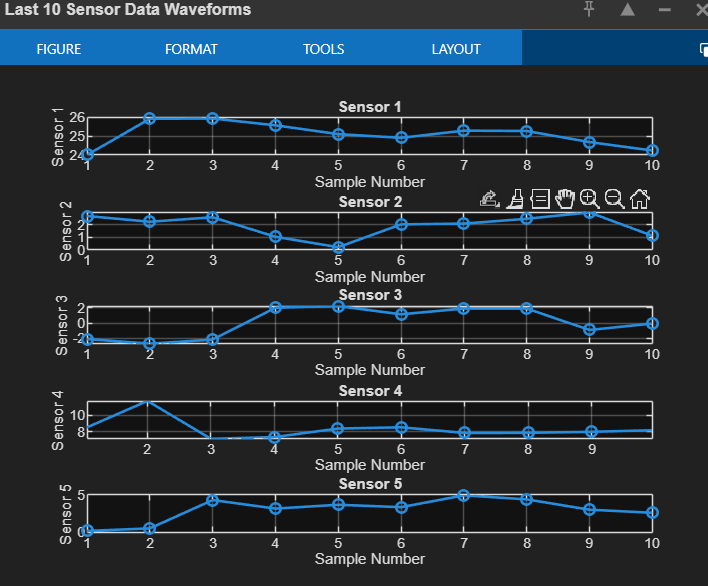 Last 10 Sensor Data Waveforms
FIGURE FORMAT TOOLS LAYOUT
Sensor 1
Sensor 1
26
25
24
1 2 3 4 5 6 7 8 9 10
Sample Number
Sensor 2
Sensor 2
2
1
0
1 2 3 4 5 6 7 8 9 10
Sample Number
Sensor 3
Sensor 3
2
0
-2
1 2 3 4 5 6 7 8 9 10
Sample Number
Sensor 4
Sensor 4
10
8
2 3 4 5 6 7 8 9
Sample Number
Sensor 5
Sensor 5
5
0
1 2 3 4 5 6 7 8 9 10
Sample Number